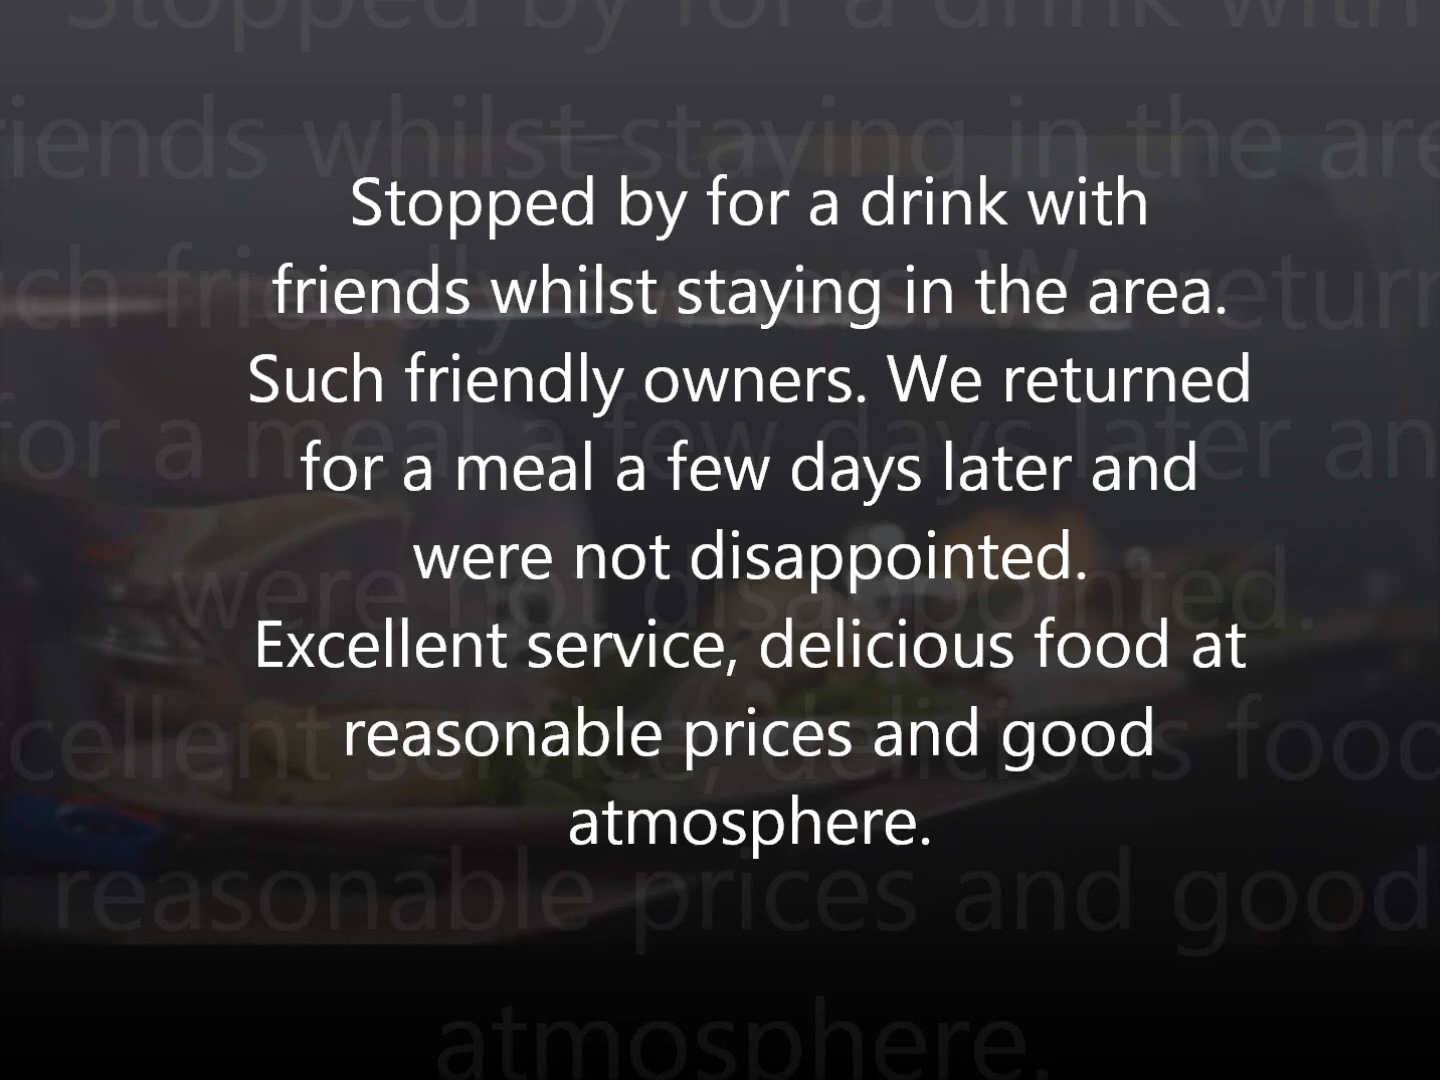 Stopped by for a drink with
friends whilst staying in the area.
Such friendly owners. We returned
for a meal a few days later and
were not disappointed.
Excellent service, delicious food at
reasonable prices and good
atmosphere.